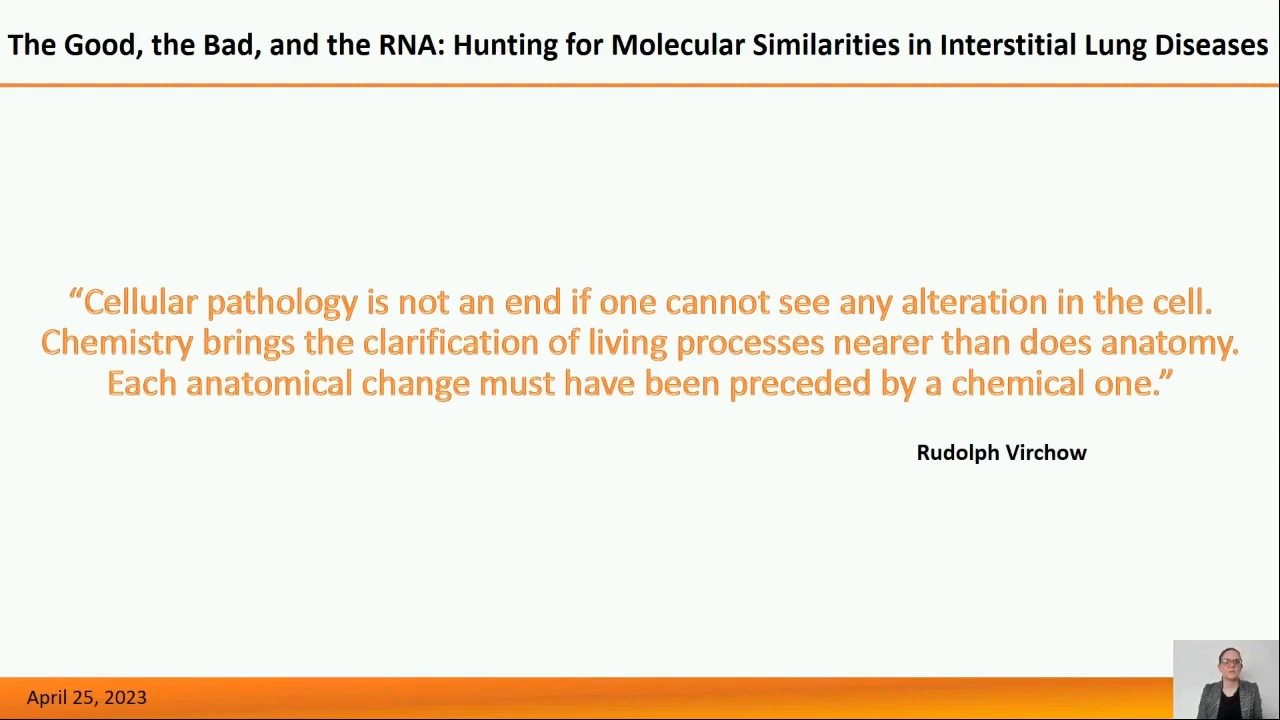 The Good, the Bad, and the RNA: Hunting for Molecular Similarities in Interstitial Lung Diseases
“Cellular pathology is not an end if one cannot see any alteration in the cell.
Chemistry brings the clarification of living processes nearer than does anatomy.
Each anatomical change must have been preceded by a chemical one.”
Rudolph Virchow
April 25, 2023